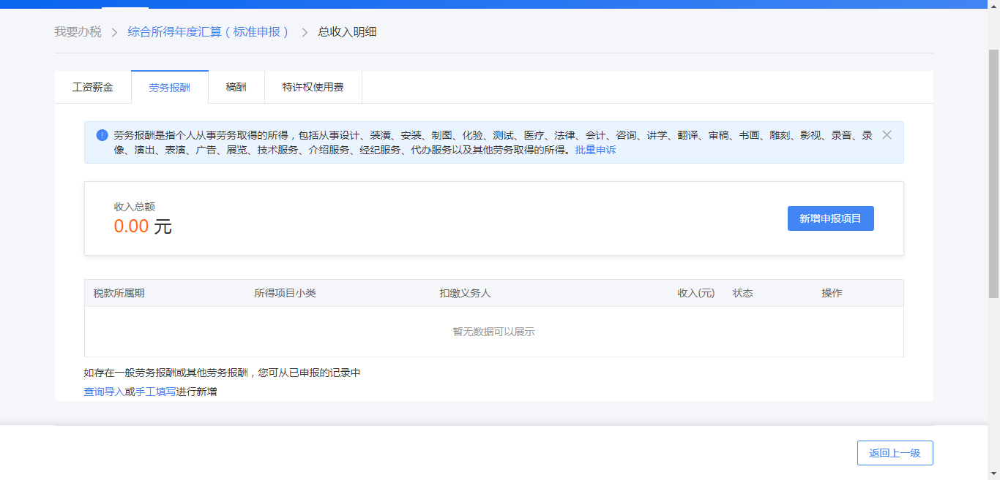 我要办税 > 综合所得年度汇算（标准申报） > 总收入明细
工资薪金 劳务报酬 稿酬 特许权使用费
劳务报酬是指个人从事劳务取得的所得，包括从事设计、装潢、安装、制图、化验、测试、医疗、法律、会计、咨询、讲学、翻译、审稿、书画、雕刻、影视、录音、录
像、演出、表演、广告、展览、技术服务、介绍服务、经纪服务、代办服务以及其他劳务取得的所得。批量申诉
收入总额
0.00 元
新增申报项目
税款所属期 所得项目小类 扣缴义务人 收入(元) 状态 操作
暂无数据可以展示
如存在一般劳务报酬或其他劳务报酬，您可从已申报的记录中
查询导入或手工填写进行新增
返回上一级